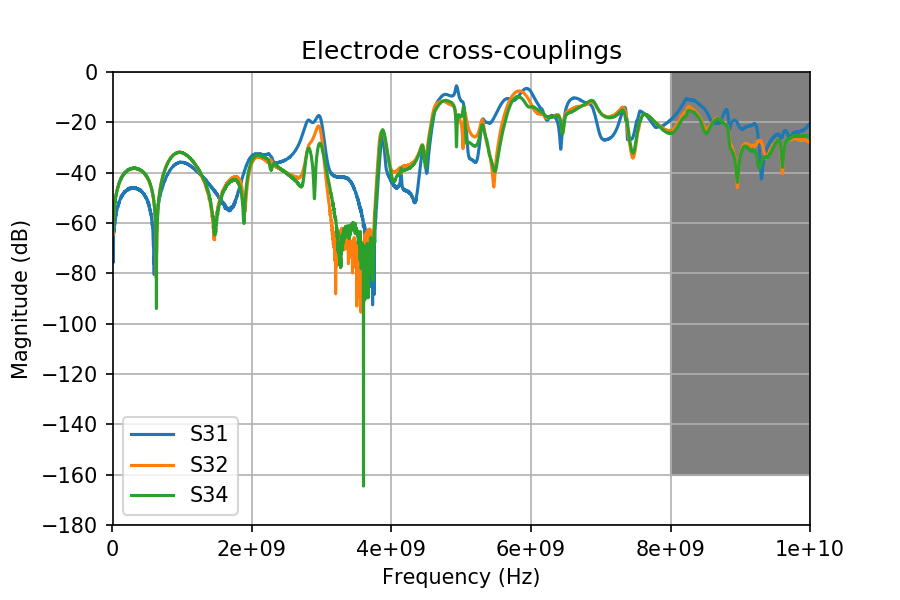 Electrode cross-couplings
Magnitude (dB)
0
−20
−40
−60
−80
−100
−120
−140
−160
−180
S31
S32
S34
0 2e+09 4e+09 6e+09 8e+09 1e+10
Frequency (Hz)